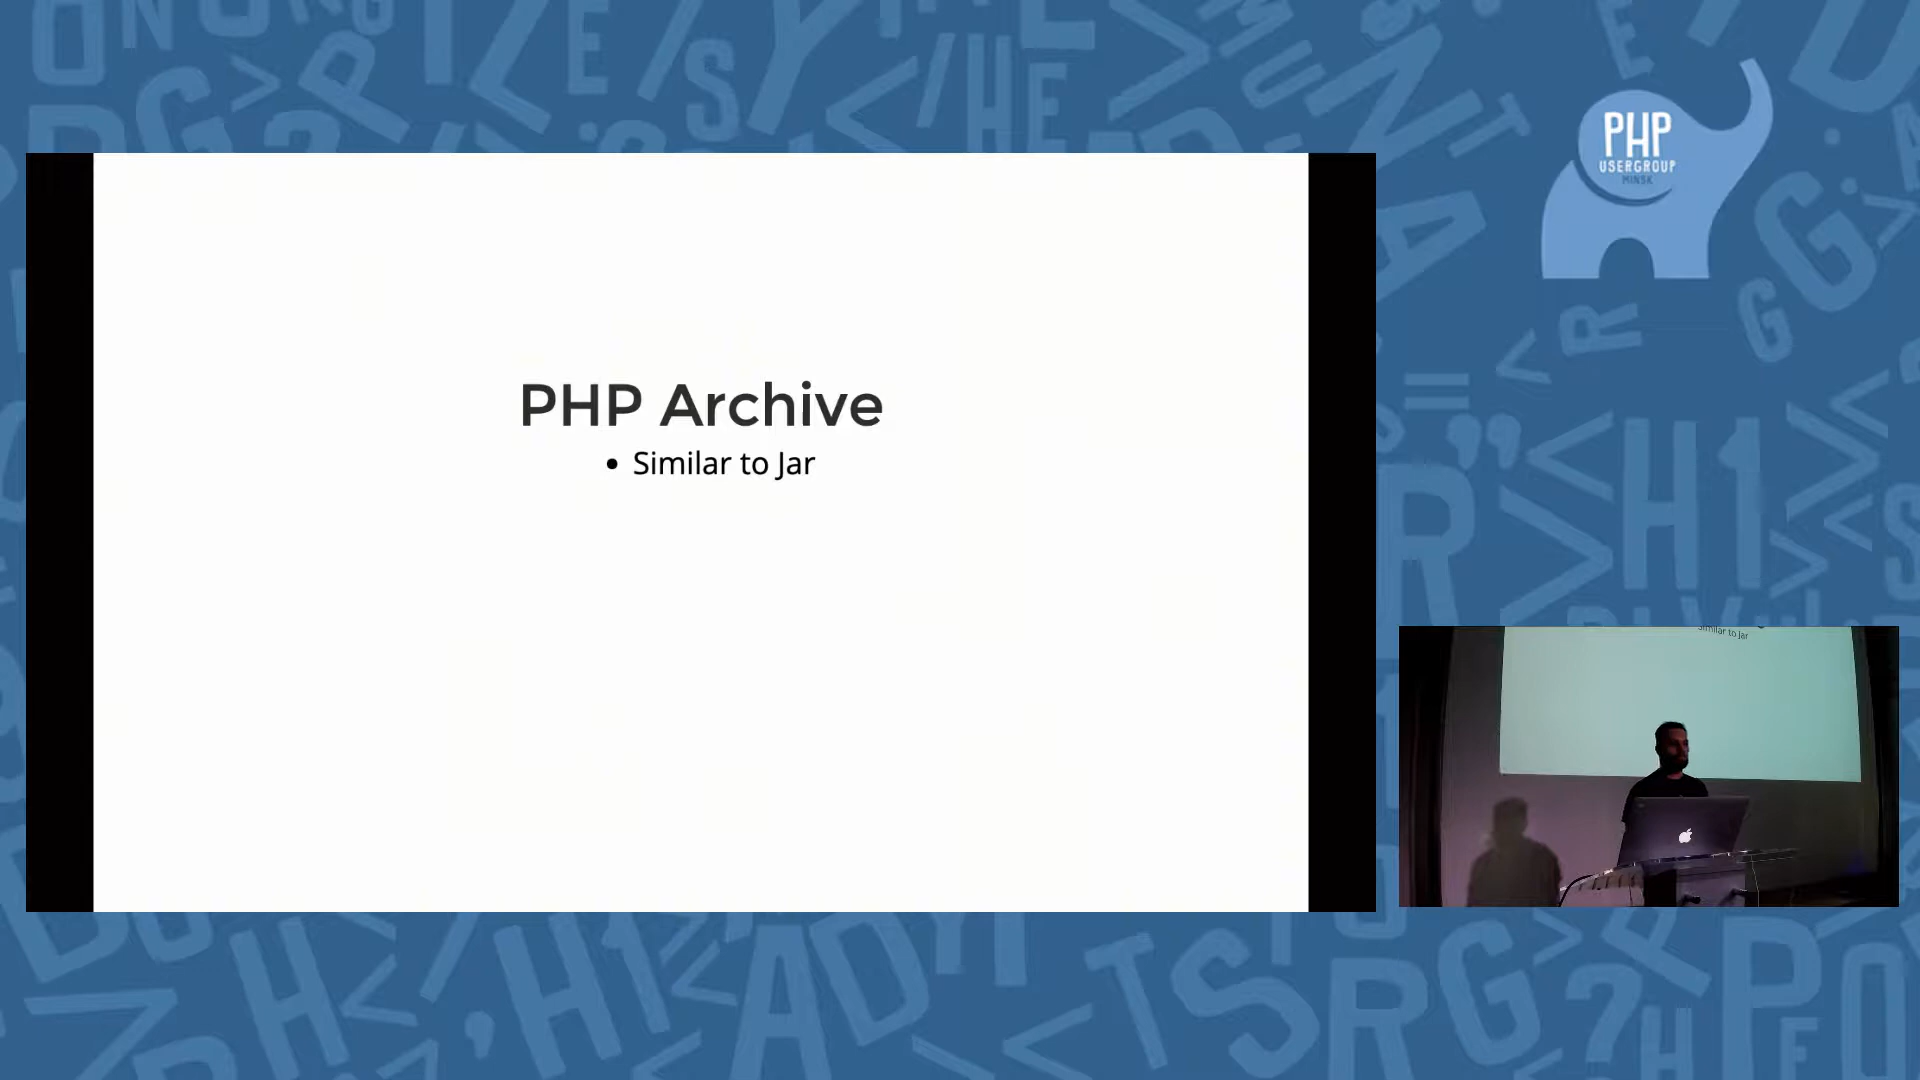 PHP Archive
• Similar to Jar
PHP
USERGROUP
MINSK
Similar to Jar